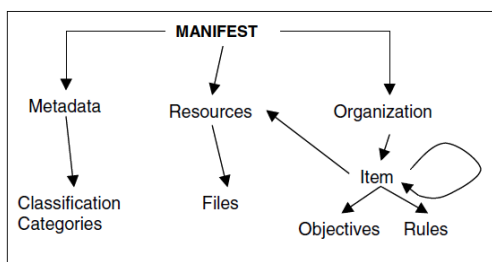 MANIFEST
Metadata
Resources
Organization
Item
Classification
Categories
Files
Objectives
Rules